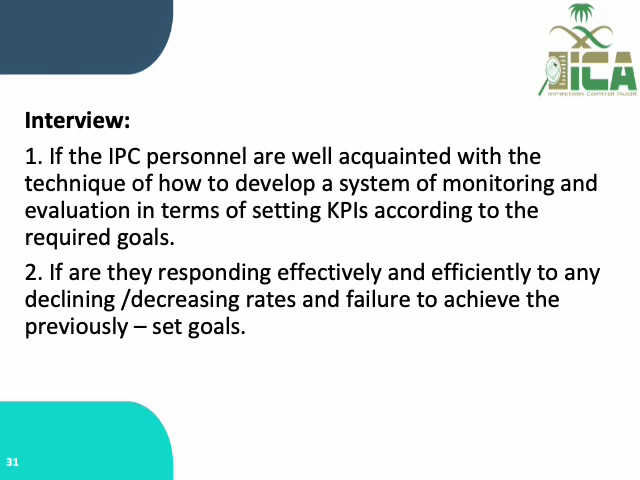 iCA
Infection Control Audit
Interview:
1. If the IPC personnel are well acquainted with the
technique of how to develop a system of monitoring and
evaluation in terms of setting KPIs according to the
required goals.
2. If are they responding effectively and efficiently to any
declining /decreasing rates and failure to achieve the
previously – set goals.
31